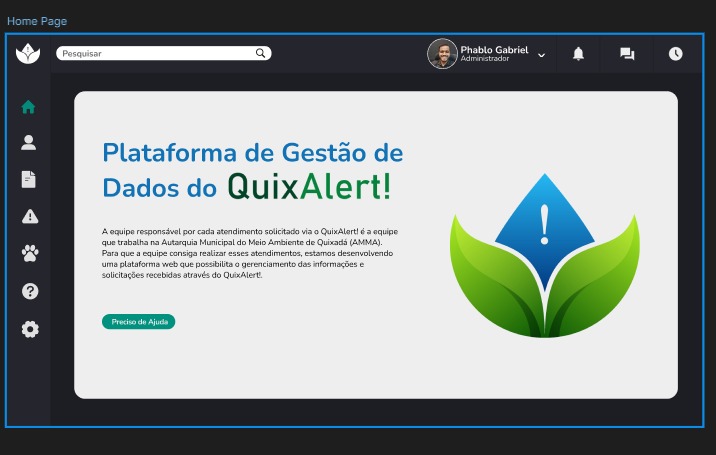 Home Page
Pesquisar
Phablo Gabriel
Administrador
Plataforma de Gestão de
Dados do QuixAlert!
A equipe responsável por cada atendimento solicitado via o QuixAlert! é a equipe
que trabalha na Autarquia Municipal do Meio Ambiente de Quixadá (AMMA).
Para que a equipe consiga realizar esses atendimentos, estamos desenvolvendo
uma plataforma web que possibilita o gerenciamento das informações e
solicitações recebidas através do QuixAlert!.
Preciso de Ajuda